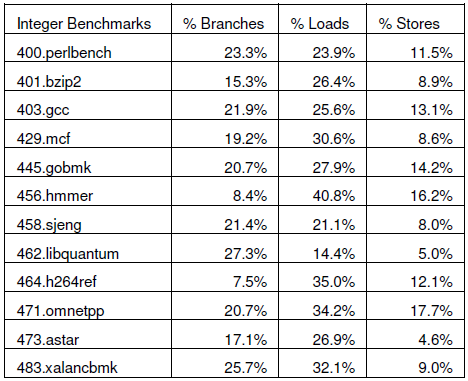 Integer Benchmarks % Branches % Loads % Stores
400.perlbench 23.3% 23.9% 11.5%
401.bzip2 15.3% 26.4% 8.9%
403.gcc 21.9% 25.6% 13.1%
429.mcf 19.2% 30.6% 8.6%
445.gobmk 20.7% 27.9% 14.2%
456.hmmer 8.4% 40.8% 16.2%
458.sjeng 21.4% 21.1% 8.0%
462.libquantum 27.3% 14.4% 5.0%
464.h264ref 7.5% 35.0% 12.1%
471.omnetpp 20.7% 34.2% 17.7%
473.astar 17.1% 26.9% 4.6%
483.xalancbmk 25.7% 32.1% 9.0%